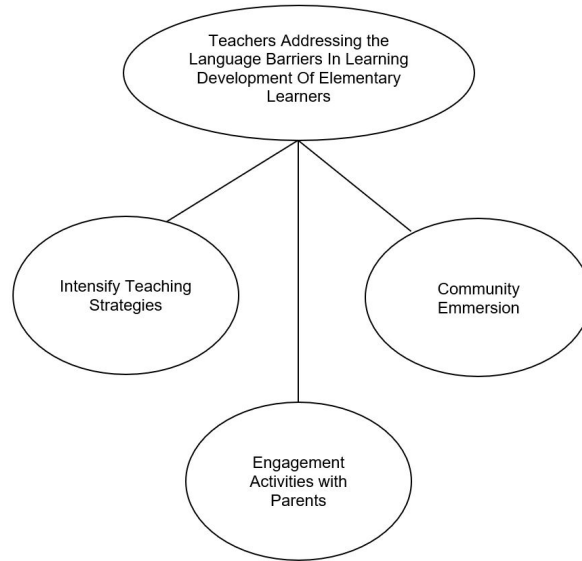 Teachers Addressing the
Language Barriers In Learning
Development Of Elementary
Learners
Intensify Teaching
Strategies
Community
Emmersion
Engagement
Activities with
Parents